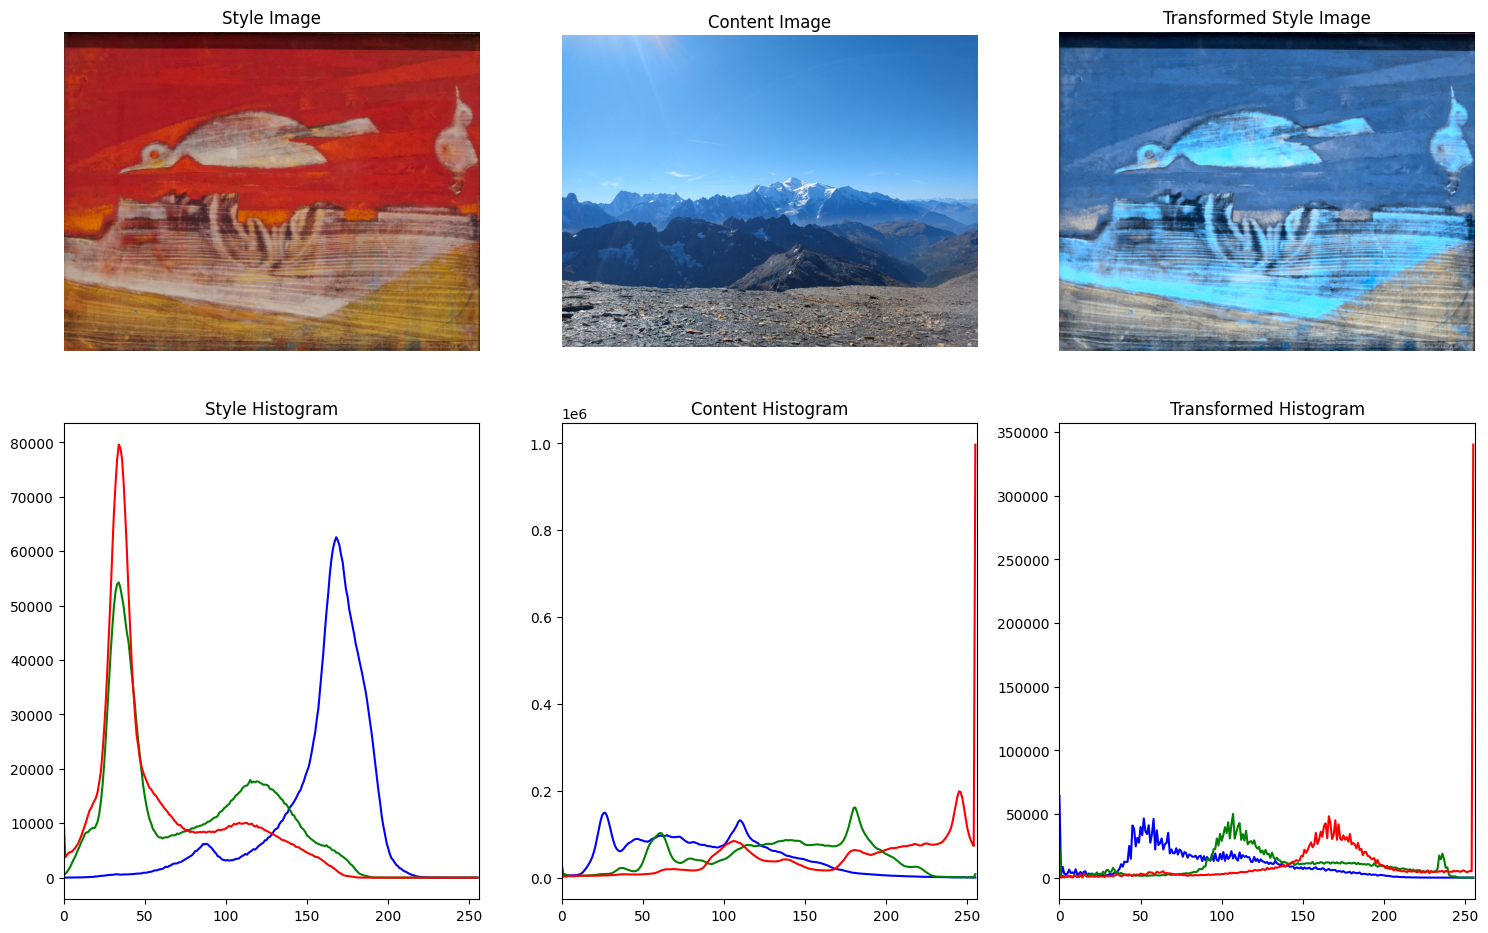 Style Image
Content Image
Transformed Style Image
Style Histogram
80000
70000
60000
50000
40000
30000
20000
10000
0
0 50 100 150 200 250
Content Histogram
1e6
1.0
0.8
0.6
0.4
0.2
0.0
0 50 100 150 200 250
Transformed Histogram
350000
300000
250000
200000
150000
100000
50000
0
0 50 100 150 200 250